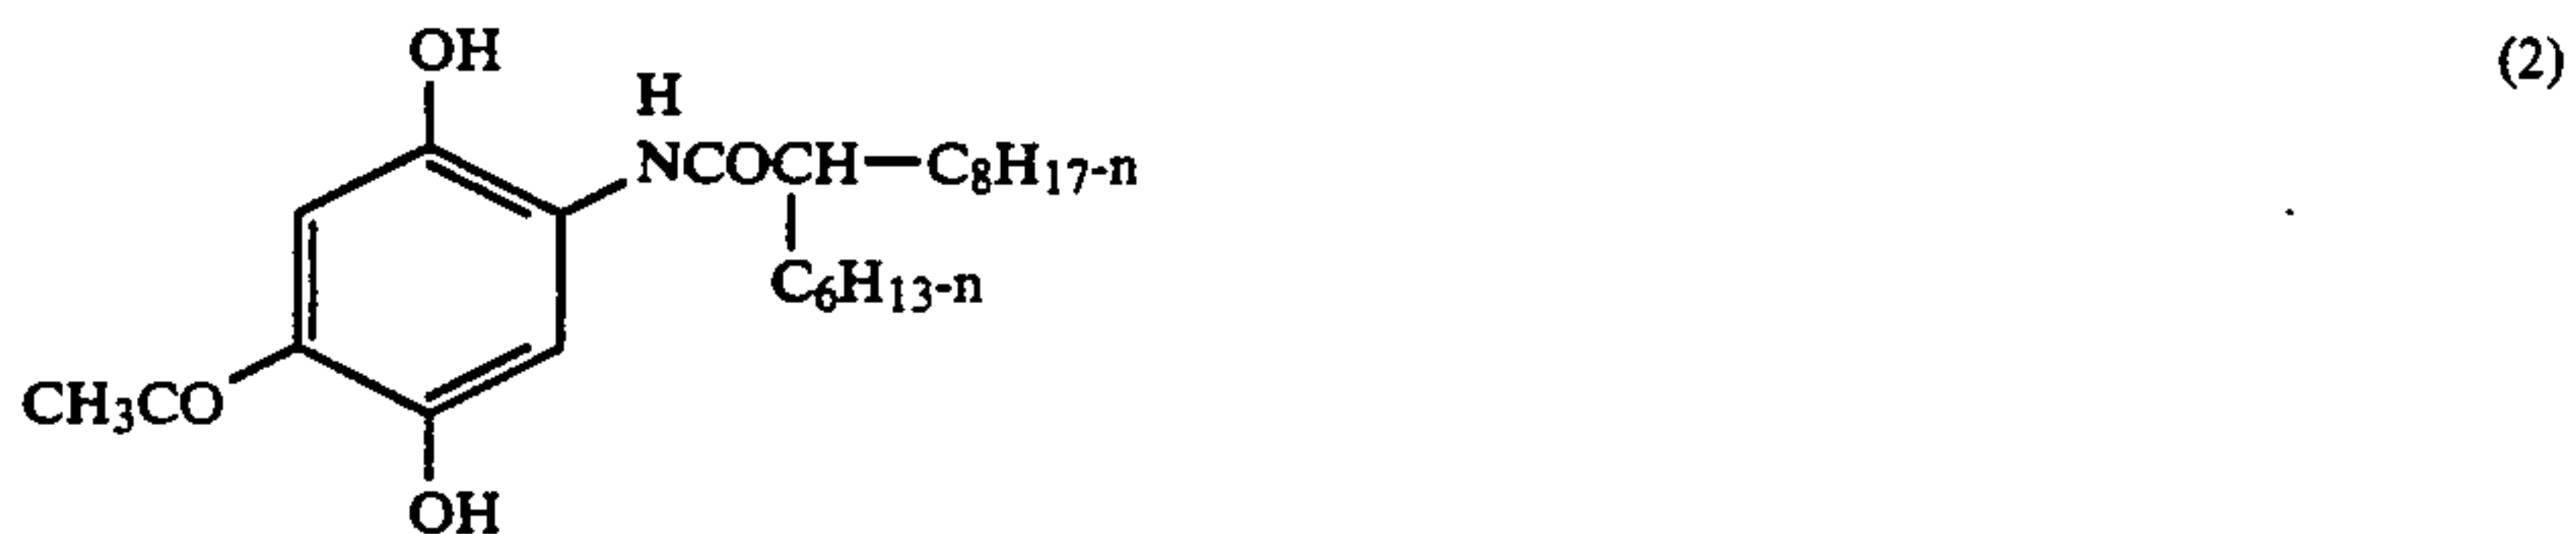 OH
(2)
H
NCOCH—C₈H₁₇-n
C₆H₁₃-n
CH₃CO
OH